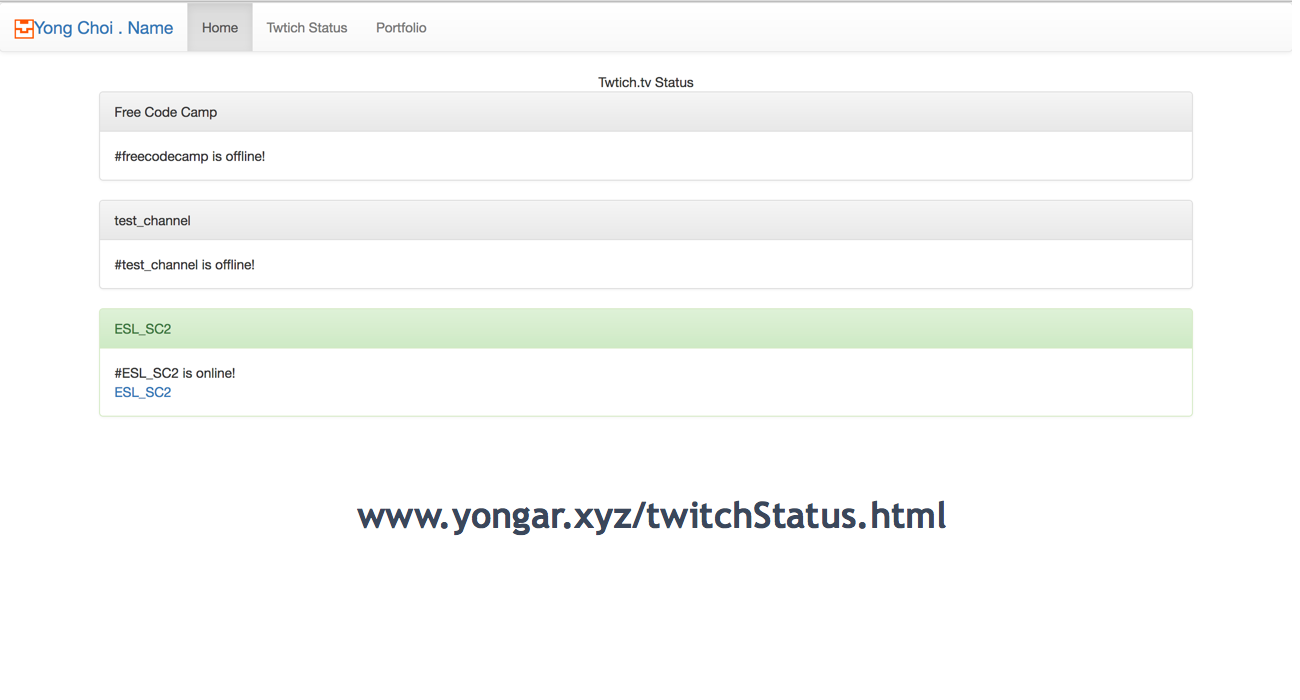 Yong Choi . Name Home Twtich Status Portfolio
Twtich.tv Status
Free Code Camp
#freecodecamp is offline!
test_channel
#test_channel is offline!
ESL_SC2
#ESL_SC2 is online!
ESL_SC2
www.yongar.xyz/twitchStatus.html